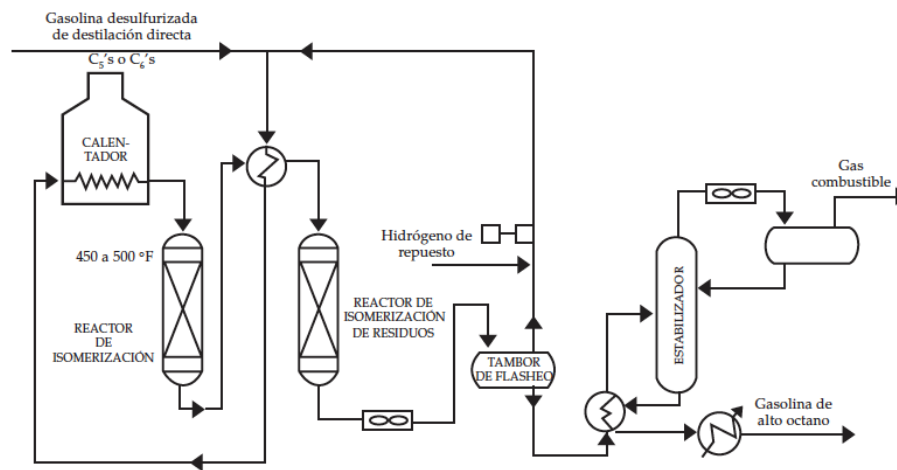 Gasolina desulfurizada
de destilación directa
C₅'s o C₆'s
CALEN-
TADOR
450 a 500 °F
REACTOR
DE
ISOMERIZACIÓN
REACTOR DE
ISOMERIZACIÓN
DE RESIDUOS
Hidrógeno de
repuesto
TAMBOR
DE FLASHEO
ESTABILIZADOR
Gas
combustible
Gasolina de
alto octano